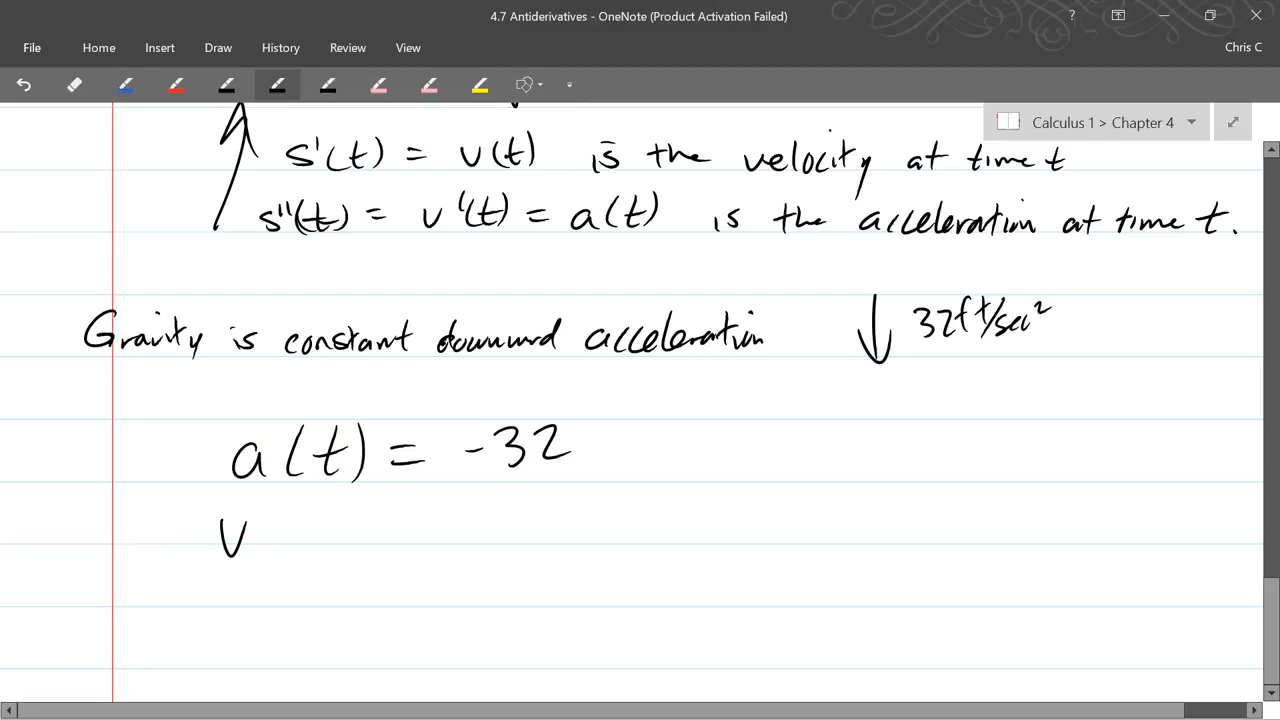 4.7 Antiderivatives - OneNote (Product Activation Failed)
?
File Home Insert Draw History Review View
Chris C
Calculus 1 > Chapter 4
s'(t) = v(t) is the velocity at time t
s"(t) = v'(t) = a(t) is the acceleration at time t.
Gravity is constant downward acceleration ↓ 32ft/sec²
a(t) = -32
V